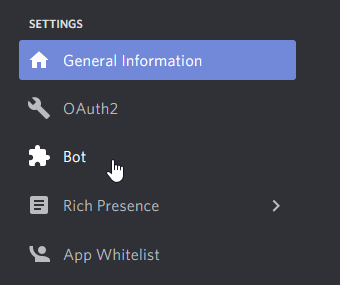 SETTINGS
General Information
OAuth2
Bot
Rich Presence
App Whitelist